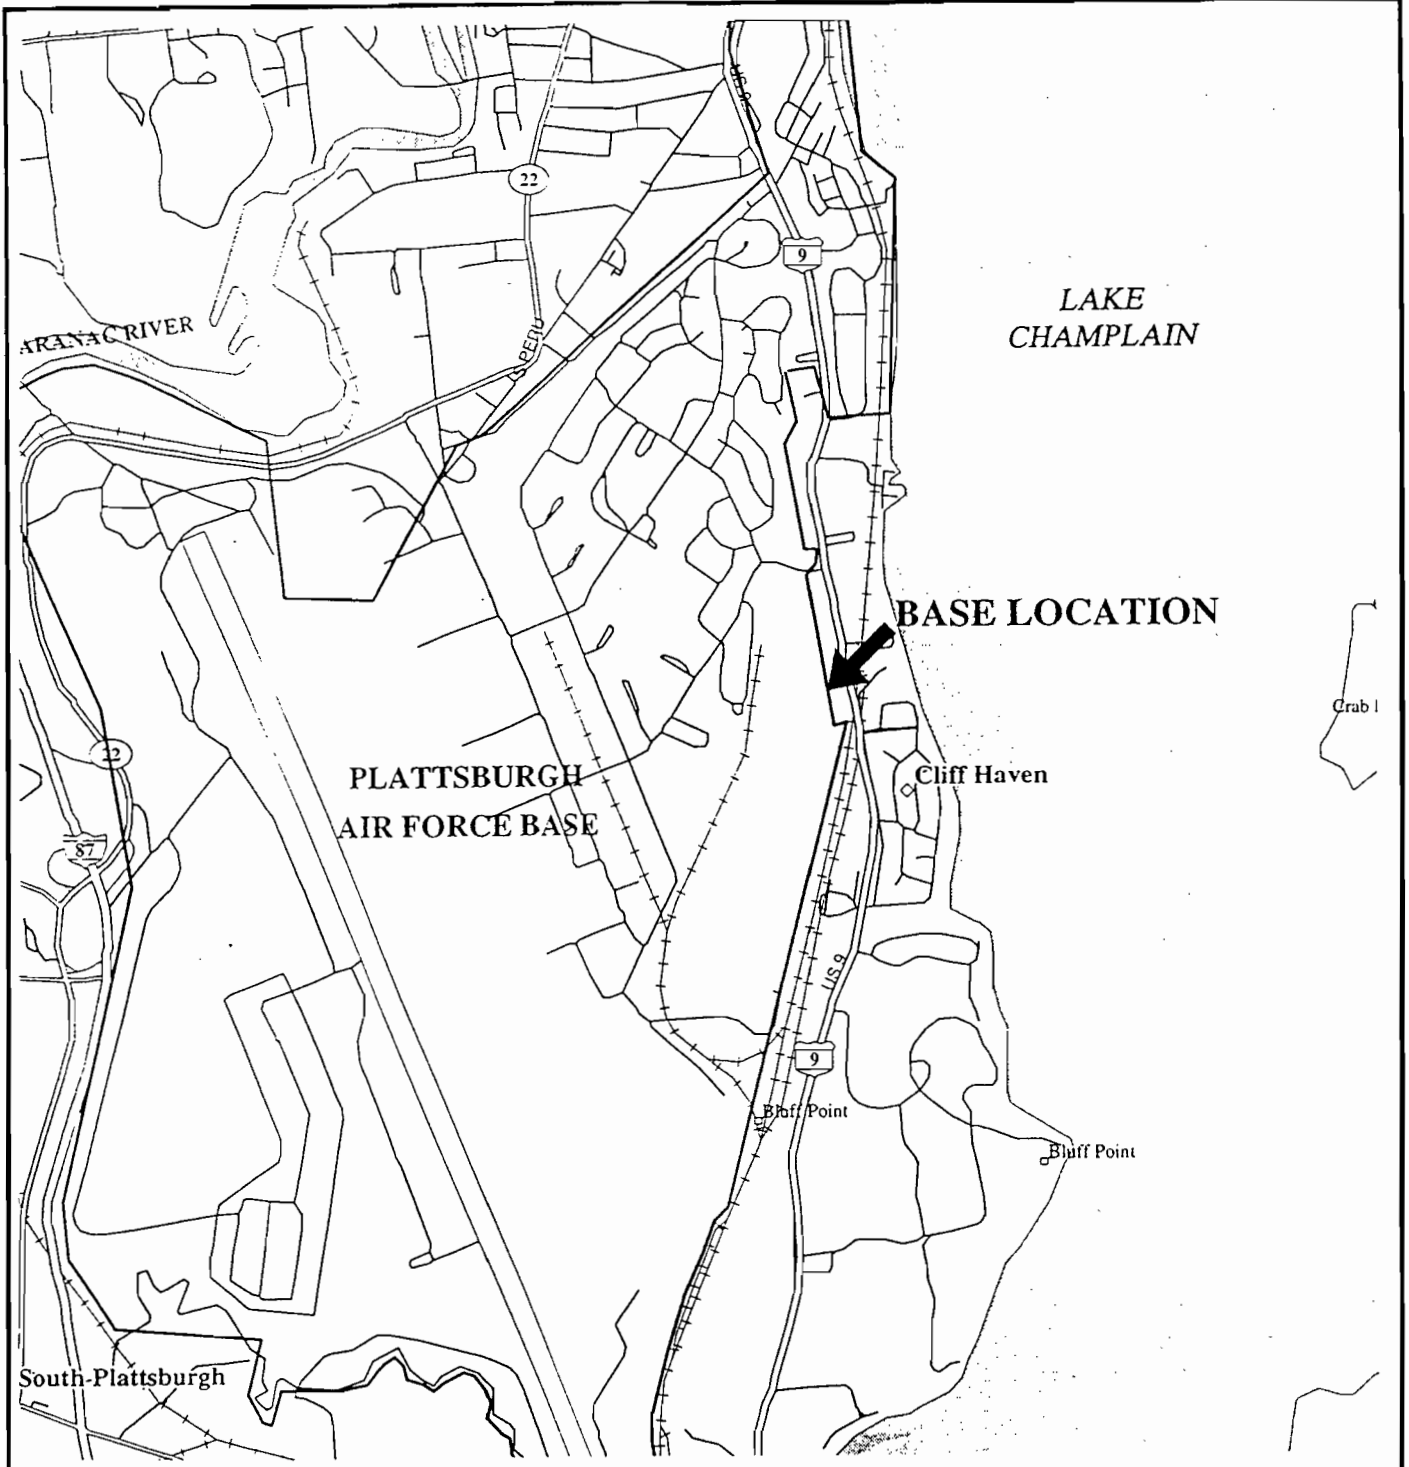 US 9
22
9
LAKE
CHAMPLAIN
ARANAC RIVER
PERU
BASE LOCATION
Crab I
22
PLATTSBURGH
AIR FORCE BASE
Cliff Haven
87
US 9
9
Bluff Point
Bluff Point
South Plattsburgh